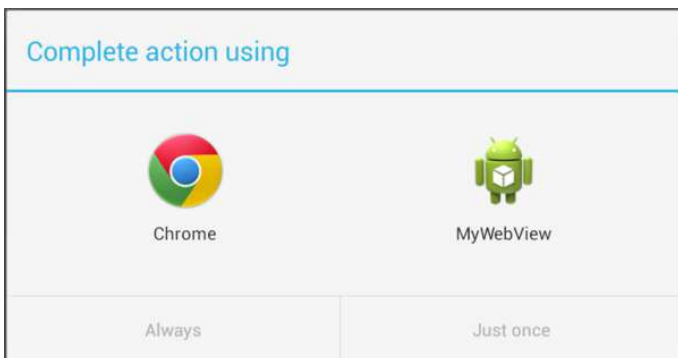 Complete action using
Chrome
MyWebView
Always
Just once